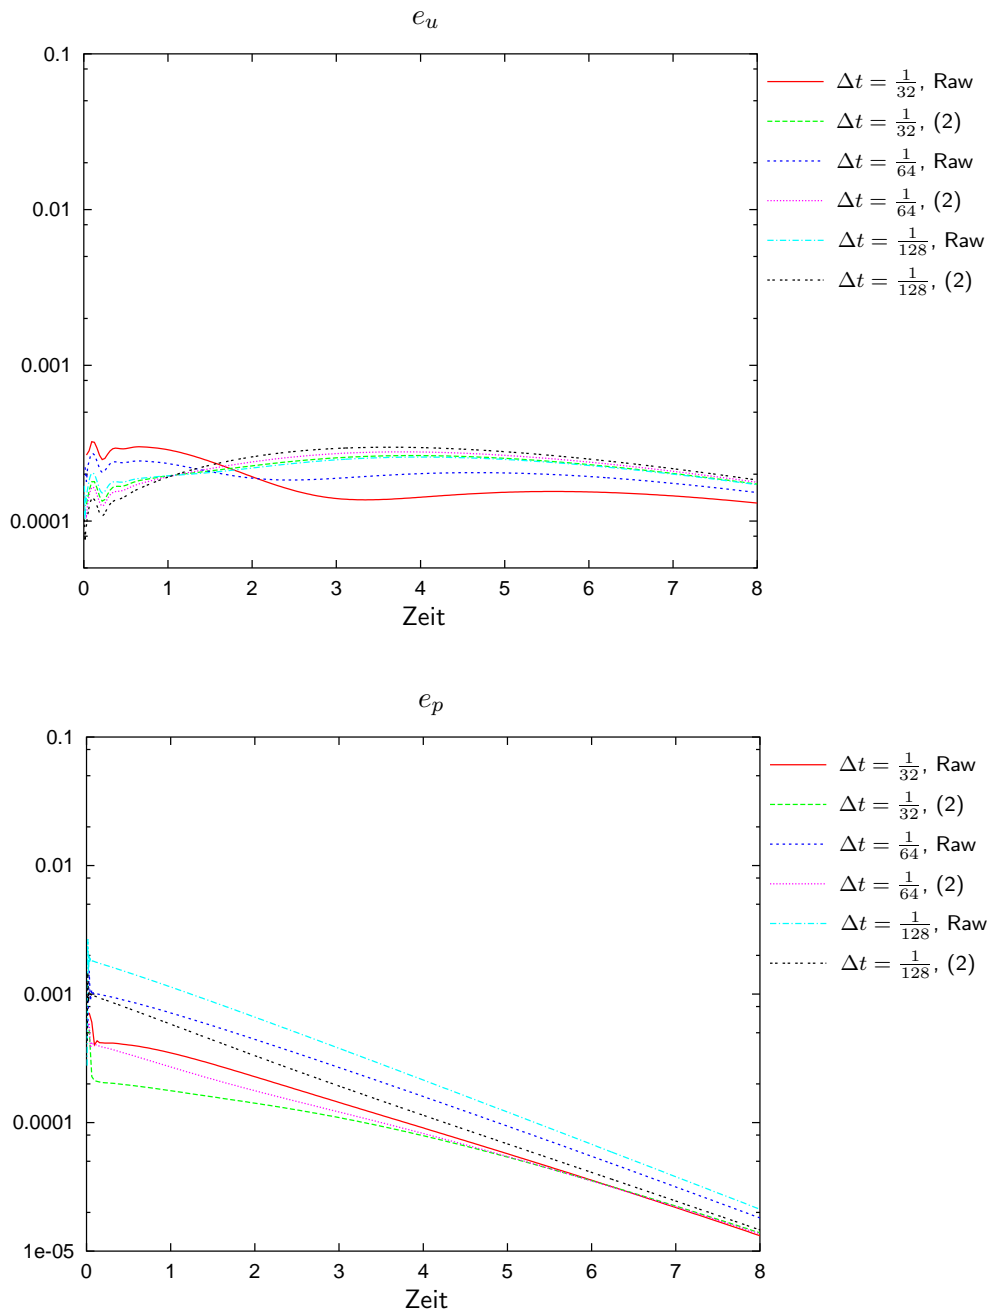 e_u
0.1
0.01
0.001
0.0001
0 1 2 3 4 5 6 7 8
Zeit
Δt = 1/32, Raw
Δt = 1/32, (2)
Δt = 1/64, Raw
Δt = 1/64, (2)
Δt = 1/128, Raw
Δt = 1/128, (2)
e_p
0.1
0.01
0.001
0.0001
1e-05
0 1 2 3 4 5 6 7 8
Zeit
Δt = 1/32, Raw
Δt = 1/32, (2)
Δt = 1/64, Raw
Δt = 1/64, (2)
Δt = 1/128, Raw
Δt = 1/128, (2)